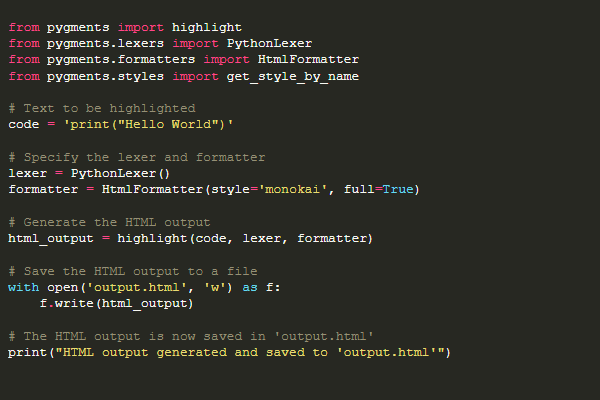 from pygments import highlight
from pygments.lexers import PythonLexer
from pygments.formatters import HtmlFormatter
from pygments.styles import get_style_by_name
# Text to be highlighted
code = 'print("Hello World")'
# Specify the lexer and formatter
lexer = PythonLexer()
formatter = HtmlFormatter(style='monokai', full=True)
# Generate the HTML output
html_output = highlight(code, lexer, formatter)
# Save the HTML output to a file
with open('output.html', 'w') as f:
    f.write(html_output)
# The HTML output is now saved in 'output.html'
print("HTML output generated and saved to 'output.html'")